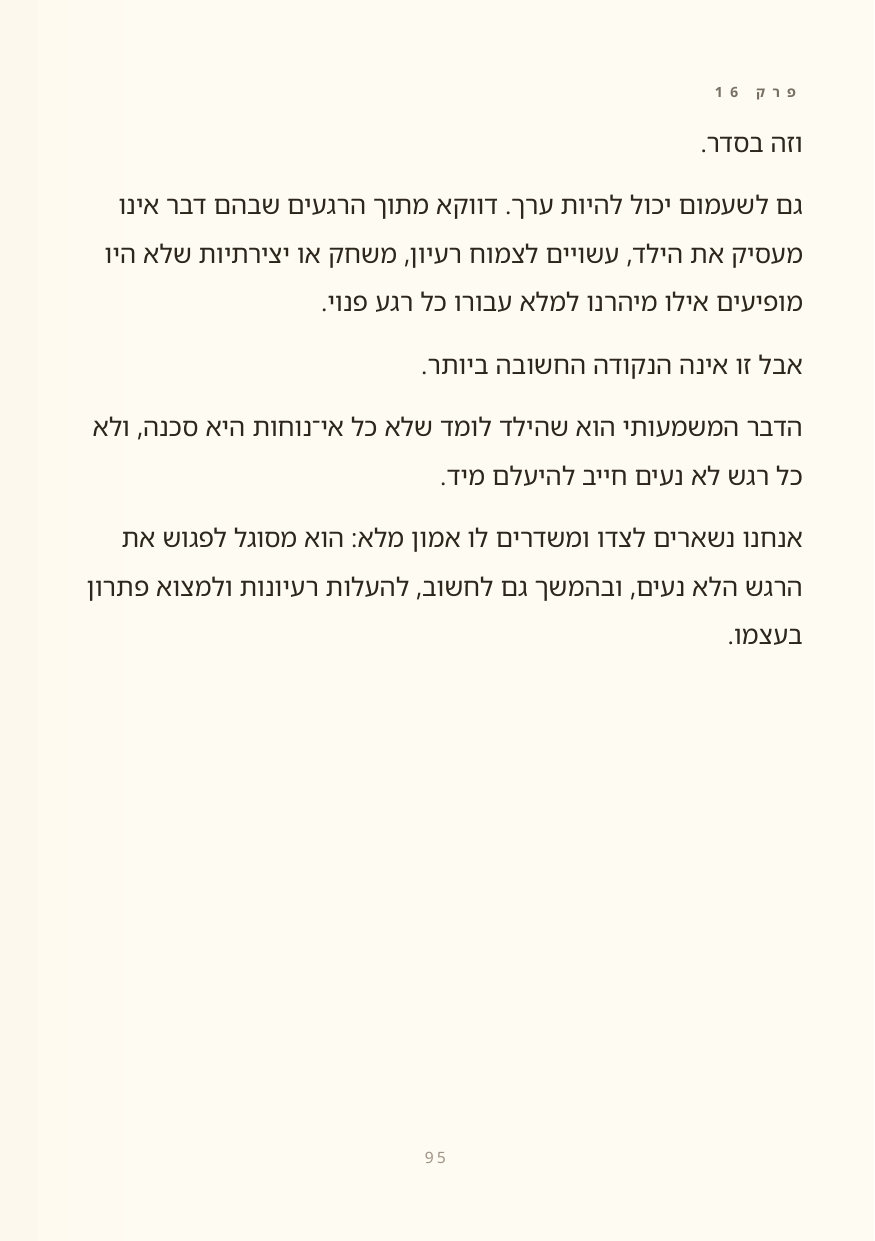 פרק 16
וזה בסדר.
גם לשעמום יכול להיות ערך. דווקא מתוך הרגעים שבהם דבר אינו
מעסיק את הילד, עשויים לצמוח רעיון, משחק או יצירתיות שלא היו
מופיעים אילו מיהרנו למלא עבורו כל רגע פנוי.
אבל זו אינה הנקודה החשובה ביותר.
הדבר המשמעותי הוא שהילד לומד שלא כל אי־נוחות היא סכנה, ולא
כל רגש לא נעים חייב להיעלם מיד.
אנחנו נשארים לצדו ומשדרים לו אמון מלא: הוא מסוגל לפגוש את
הרגש הלא נעים, ובהמשך גם לחשוב, להעלות רעיונות ולמצוא פתרון
בעצמו.
95